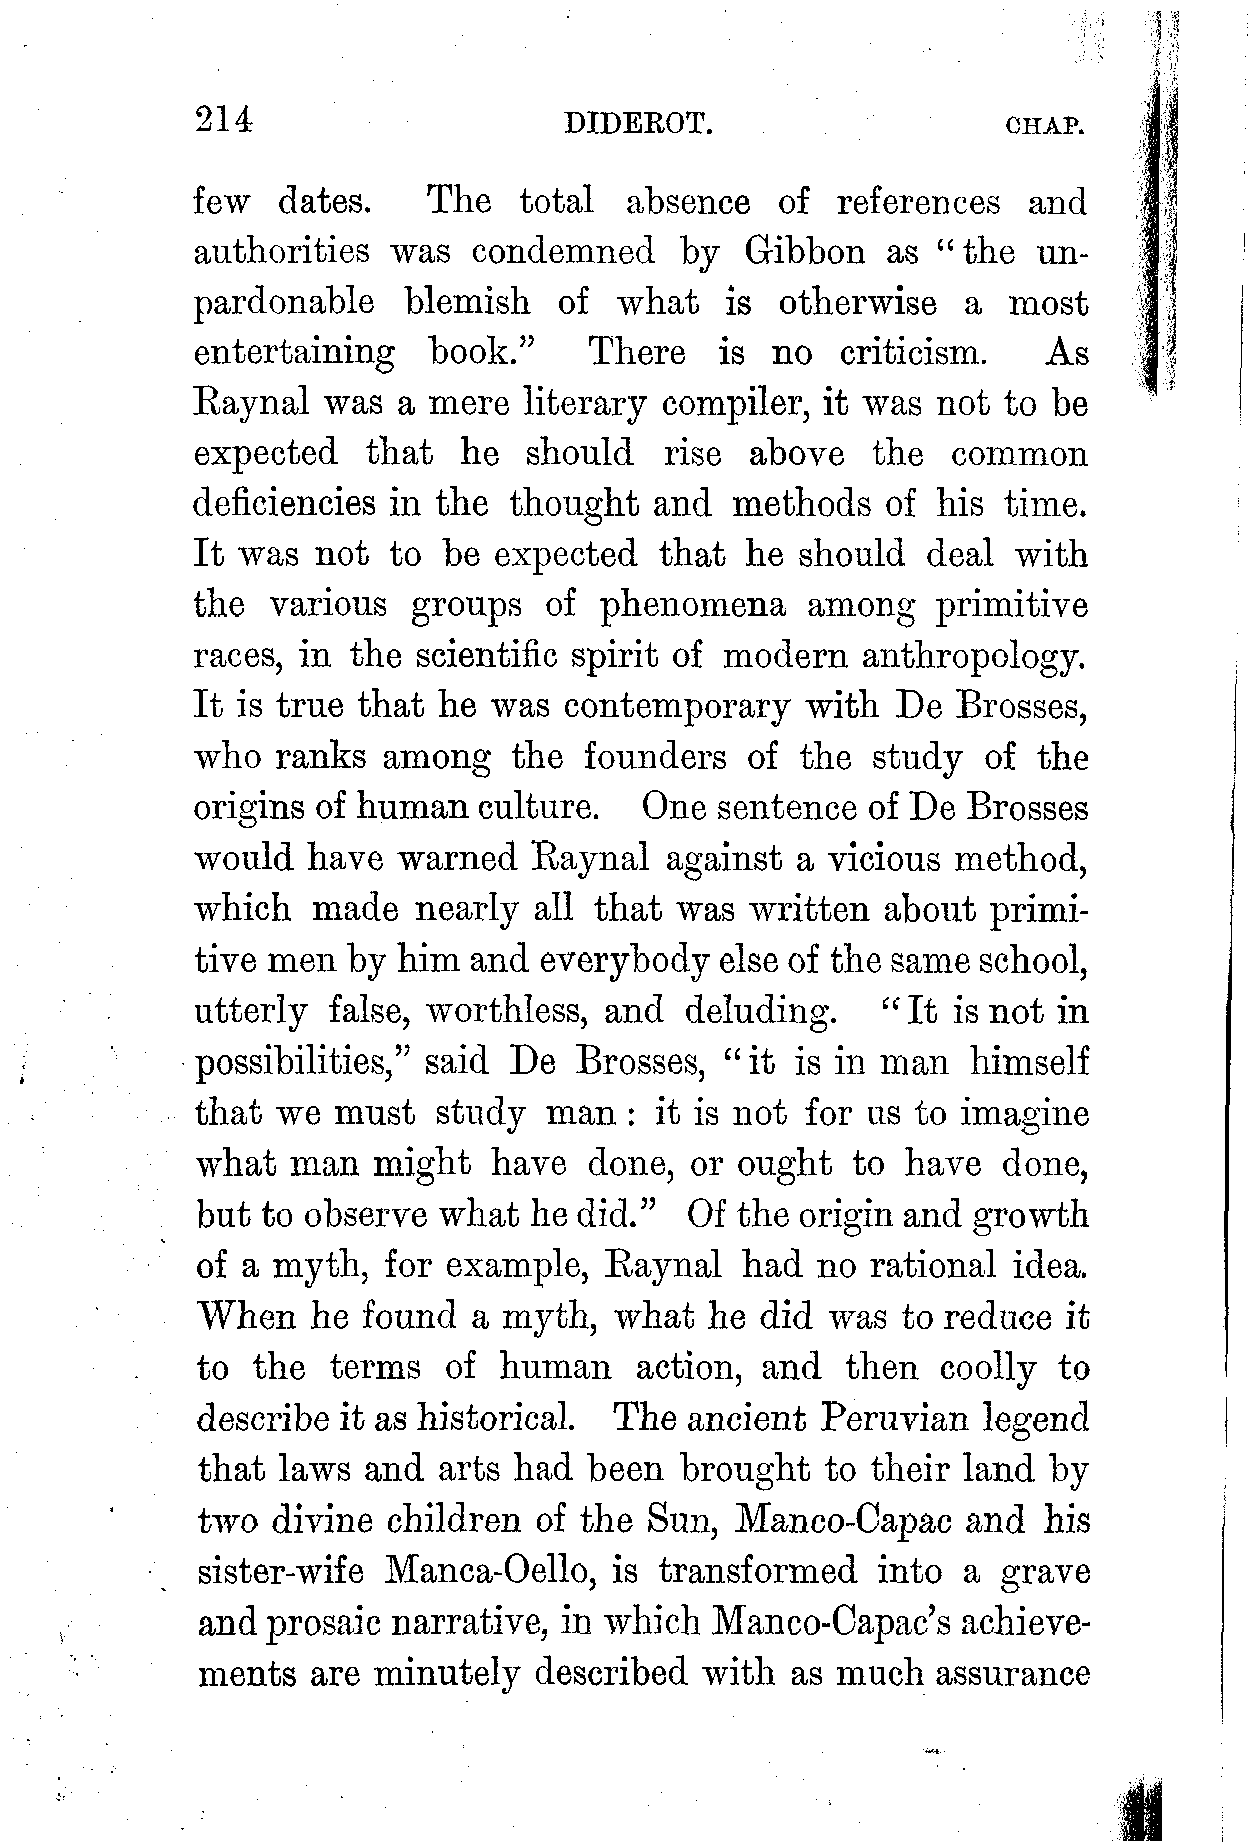 214 DIDEROT. CHAP.
few dates. The total absence of references and
authorities was condemned by Gibbon as “the un-
pardonable blemish of what is otherwise a most
entertaining book.” There is no criticism. As
Raynal was a mere literary compiler, it was not to be
expected that he should rise above the common
deficiencies in the thought and methods of his time.
It was not to be expected that he should deal with
the various groups of phenomena among primitive
races, in the scientific spirit of modern anthropology.
It is true that he was contemporary with De Brosses,
who ranks among the founders of the study of the
origins of human culture. One sentence of De Brosses
would have warned Raynal against a vicious method,
which made nearly all that was written about primi-
tive men by him and everybody else of the same school,
utterly false, worthless, and deluding. “It is not in
possibilities,” said De Brosses, “it is in man himself
that we must study man : it is not for us to imagine
what man might have done, or ought to have done,
but to observe what he did.” Of the origin and growth
of a myth, for example, Raynal had no rational idea.
When he found a myth, what he did was to reduce it
to the terms of human action, and then coolly to
describe it as historical. The ancient Peruvian legend
that laws and arts had been brought to their land by
two divine children of the Sun, Manco-Capac and his
sister-wife Manca-Oello, is transformed into a grave
and prosaic narrative, in which Manco-Capac’s achieve-
ments are minutely described with as much assurance